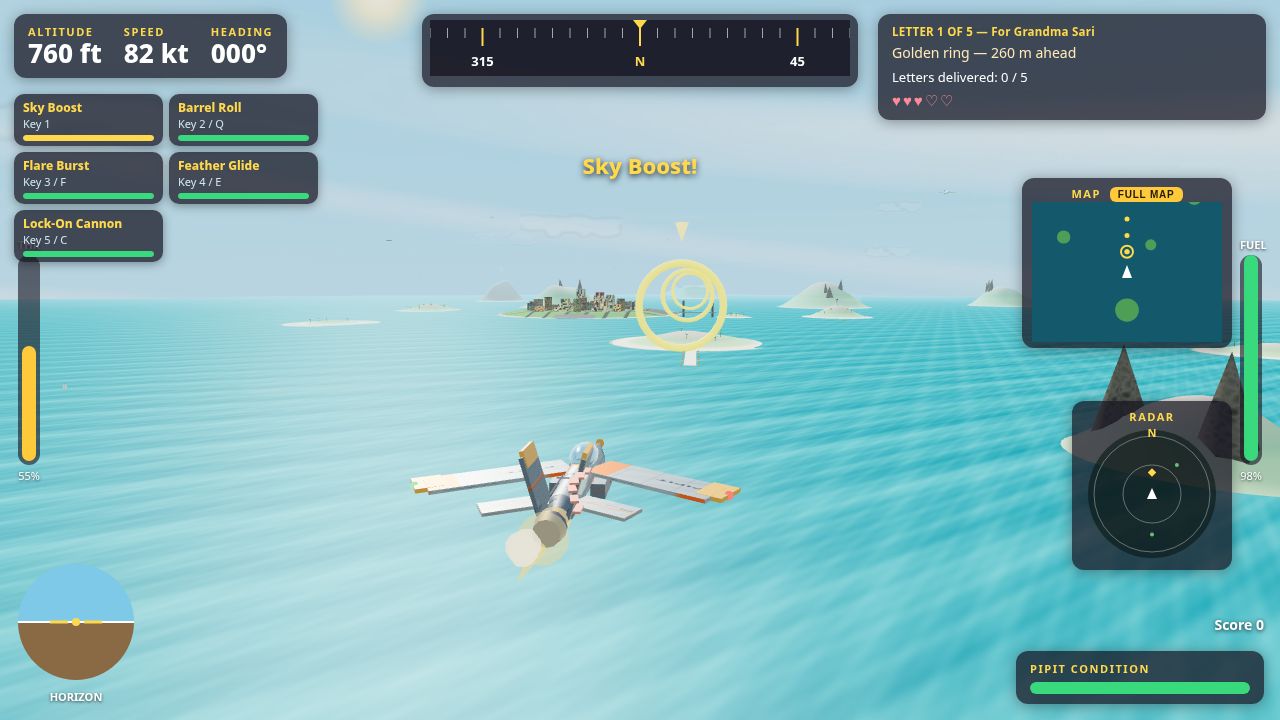 ALTITUDE SPEED HEADING
760 ft 82 kt 000°
315 N 45
LETTER 1 OF 5 — For Grandma Sari
Golden ring — 260 m ahead
Letters delivered: 0 / 5
Sky Boost
Key 1
Barrel Roll
Key 2 / Q
Flare Burst
Key 3 / F
Feather Glide
Key 4 / E
Lock-On Cannon
Key 5 / C
Sky Boost!
MAP FULL MAP
FUEL
RADAR
N
55%
98%
HORIZON
Score 0
PIPIT CONDITION